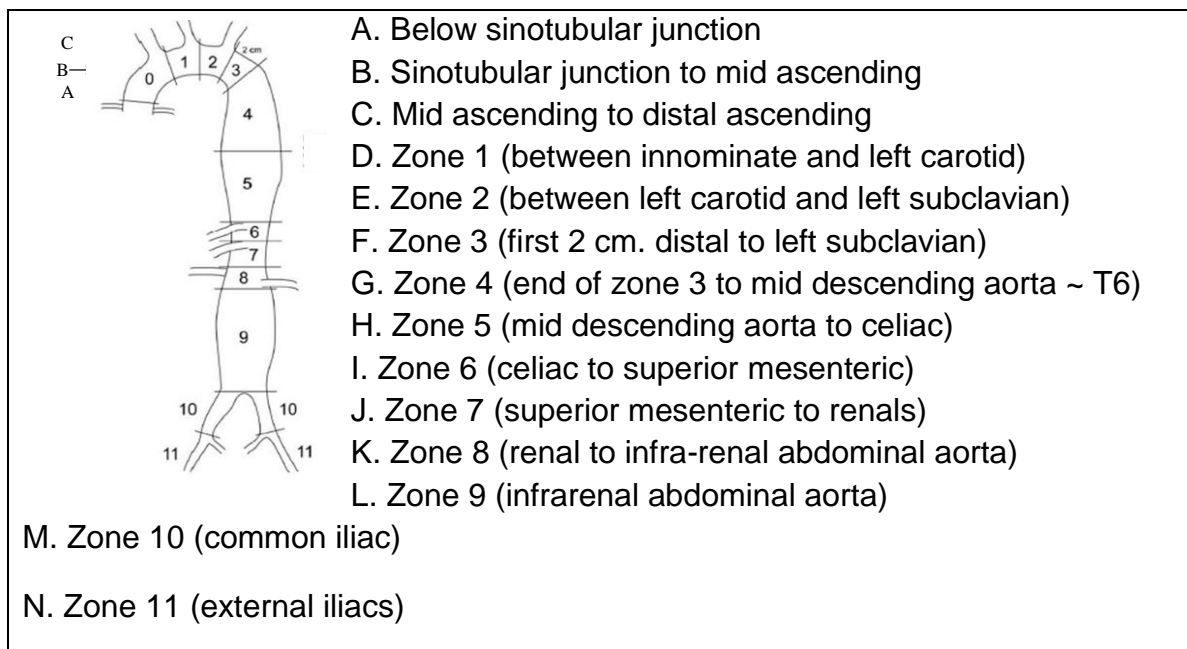 C
B
A
0
1
2
2 cm
3
4
5
6
7
8
9
10
10
11
11
A. Below sinotubular junction
B. Sinotubular junction to mid ascending
C. Mid ascending to distal ascending
D. Zone 1 (between innominate and left carotid)
E. Zone 2 (between left carotid and left subclavian)
F. Zone 3 (first 2 cm. distal to left subclavian)
G. Zone 4 (end of zone 3 to mid descending aorta ~ T6)
H. Zone 5 (mid descending aorta to celiac)
I. Zone 6 (celiac to superior mesenteric)
J. Zone 7 (superior mesenteric to renals)
K. Zone 8 (renal to infra-renal abdominal aorta)
L. Zone 9 (infrarenal abdominal aorta)
M. Zone 10 (common iliac)
N. Zone 11 (external iliacs)